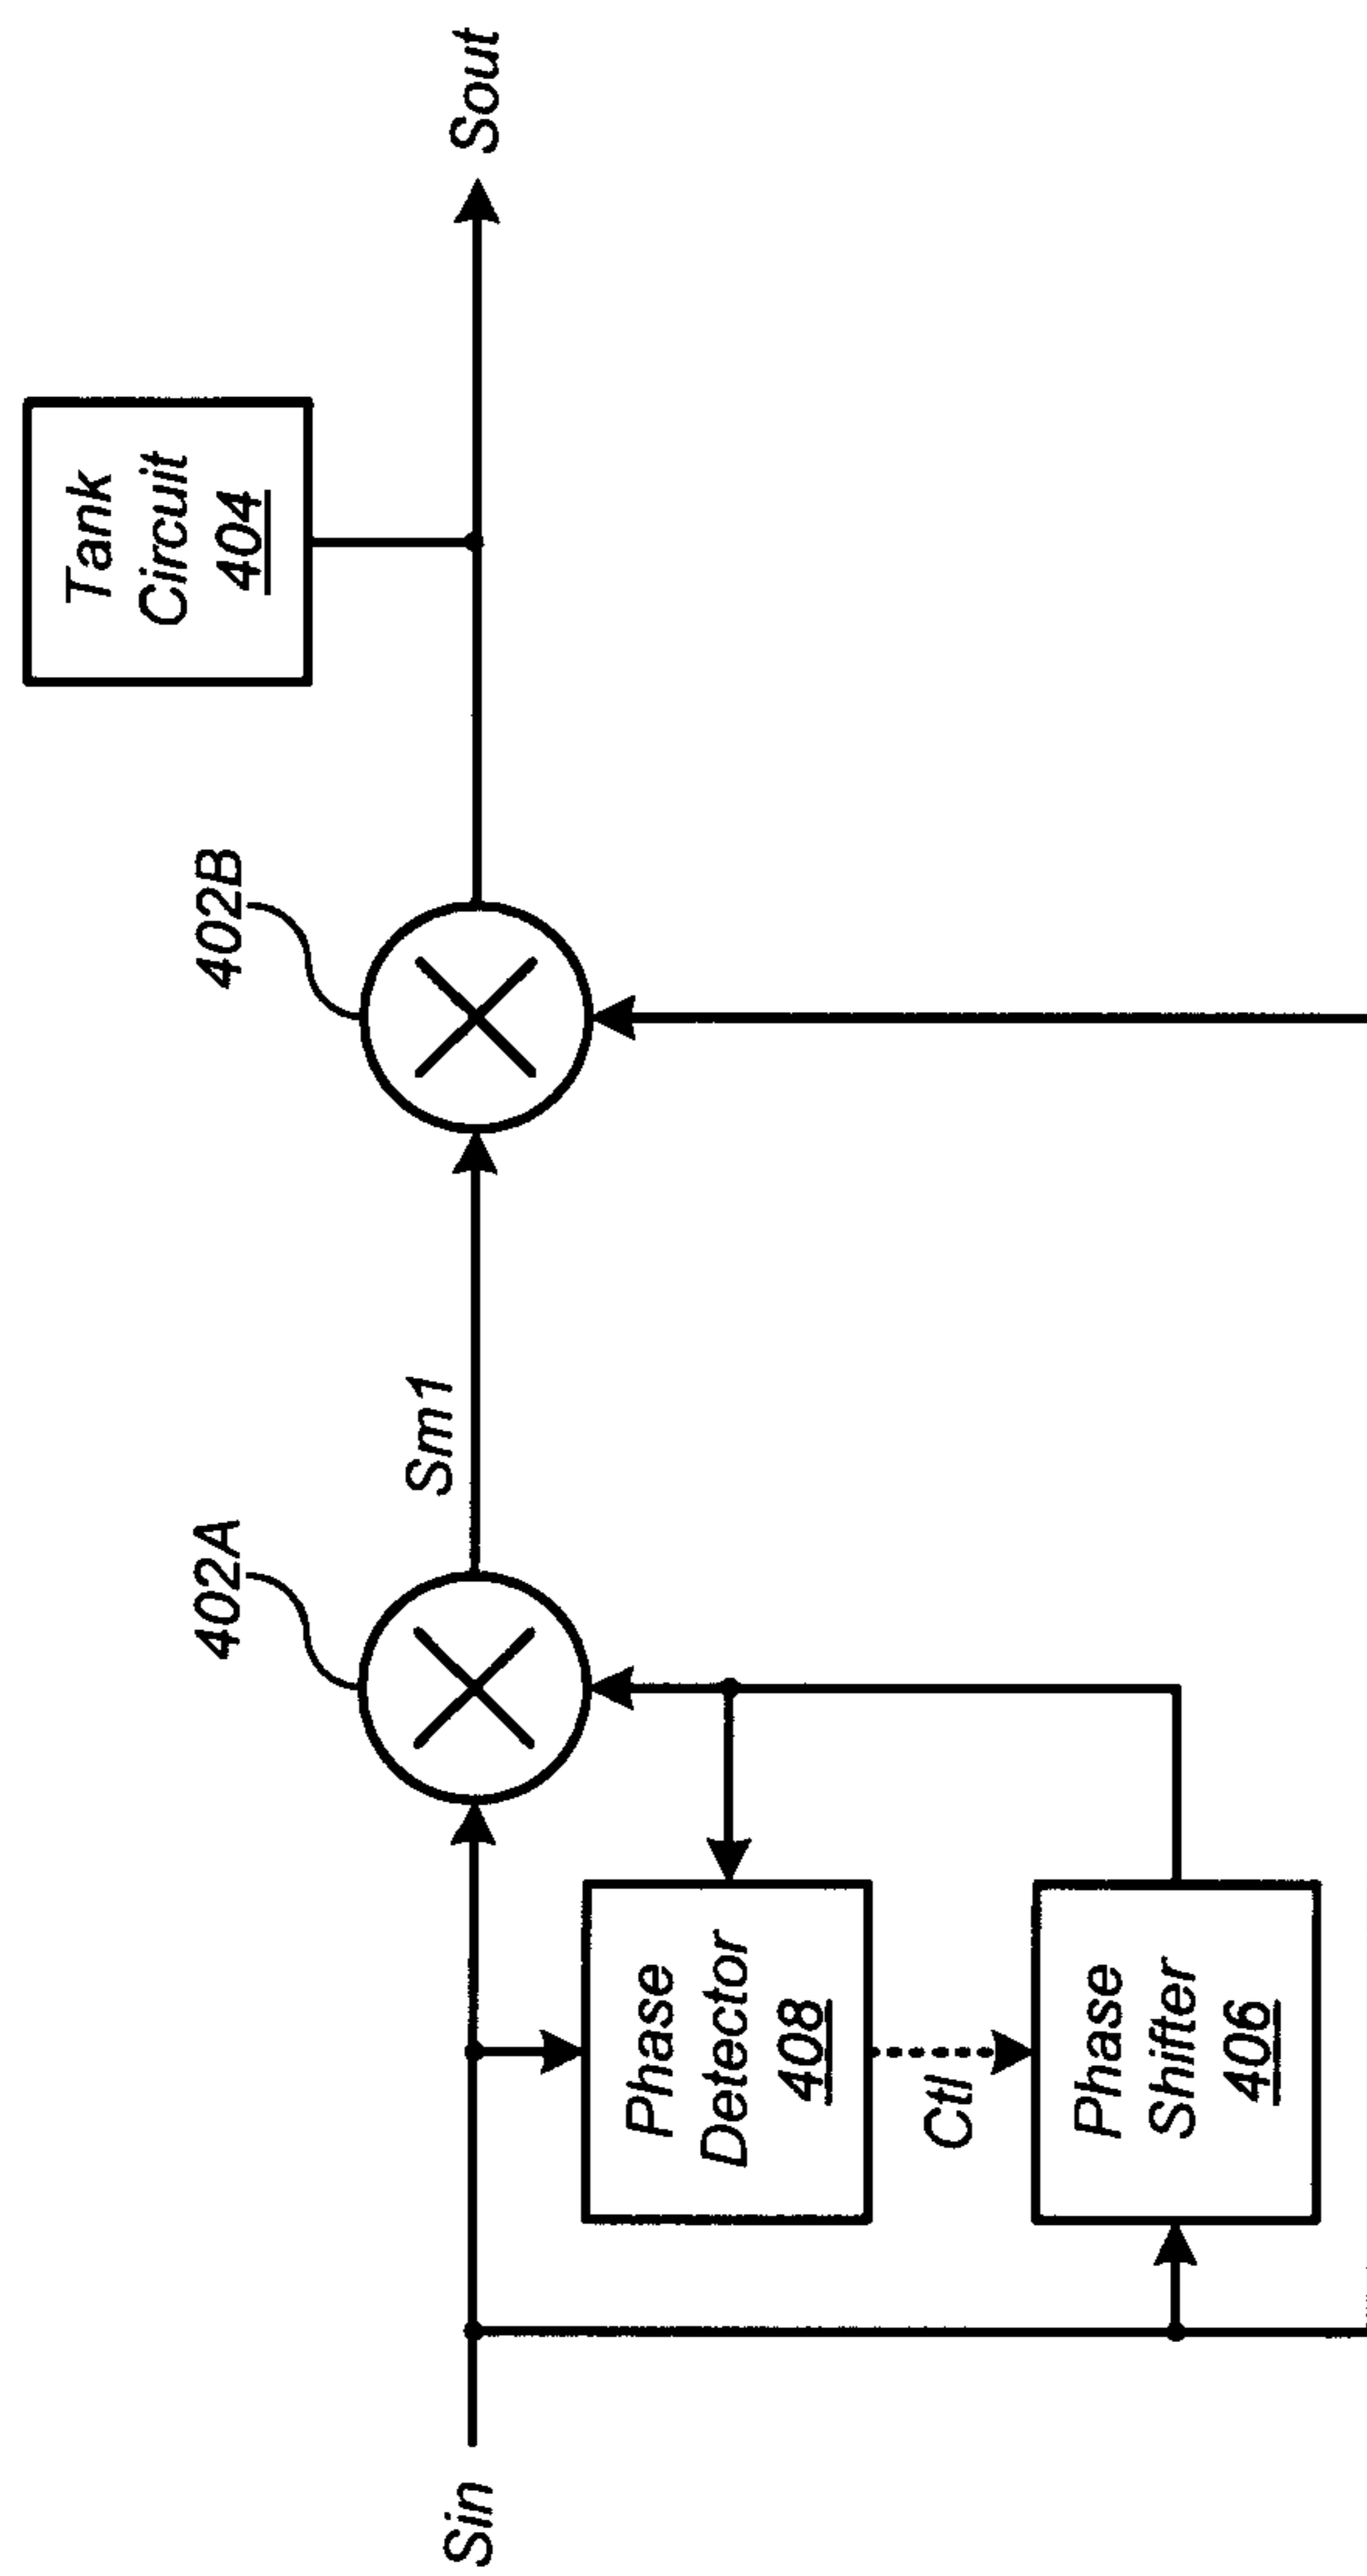 Tank
Circuit
404
402A
402B
Sin
Sm1
Sout
Phase
Detector
408
Ctl
Phase
Shifter
406